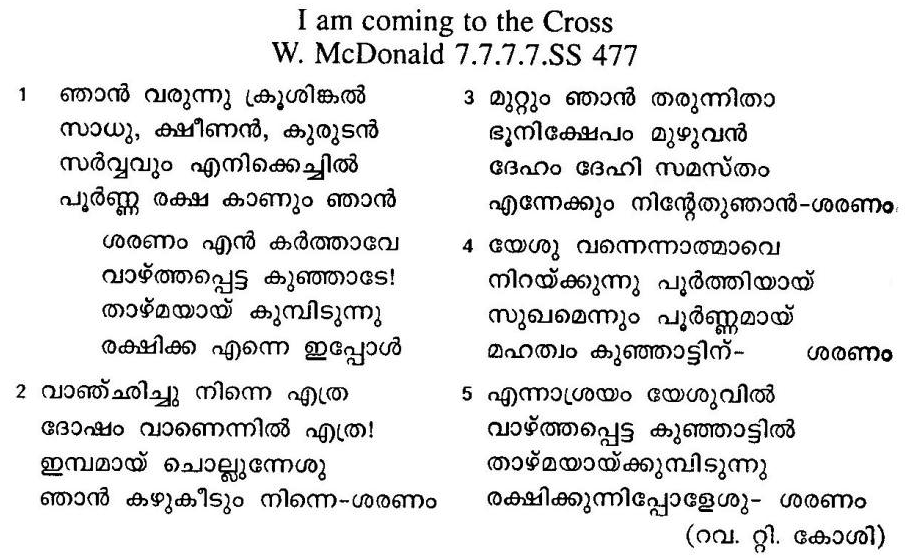 I am coming to the Cross
W. McDonald 7.7.7.7.SS 477
1 ഞാൻ വരുന്നു ക്രൂശിങ്കൽ
സാധു, ക്ഷീണൻ, കുരുടൻ
സർവ്വവും എനിക്കെച്ചിൽ
പൂർണ്ണ രക്ഷ കാണും ഞാൻ
ശരണം എൻ കർത്താവേ
വാഴ്ത്തപ്പെട്ട കുഞ്ഞാടേ!
താഴ്മയായ് കുമ്പിടുന്നു
രക്ഷിക്ക എന്നെ ഇപ്പോൾ
2 വാഞ്ഛിച്ചു നിന്നെ എത്ര
ദോഷം വാണെന്നിൽ എത്ര!
ഇമ്പമായ് ചൊല്ലുന്നേശു
ഞാൻ കഴുകീടും നിന്നെ-ശരണം
3 മുറ്റും ഞാൻ തരുന്നിതാ
ഭൂനിക്ഷേപം മുഴുവൻ
ദേഹം ദേഹി സമസ്തം
എന്നേക്കും നിന്റേതുഞാൻ-ശരണം
4 യേശു വന്നെന്നാത്മാവെ
നിറയ്ക്കുന്നു പൂർത്തിയായ്
സുഖമെന്നും പൂർണ്ണമായ്
മഹത്വം കുഞ്ഞാട്ടിന്- ശരണം
5 എന്നാശ്രയം യേശുവിൽ
വാഴ്ത്തപ്പെട്ട കുഞ്ഞാട്ടിൽ
താഴ്മയായ്ക്കുമ്പിടുന്നു
രക്ഷിക്കുന്നിപ്പോളേശു- ശരണം
(റവ. റ്റി. കോശി)